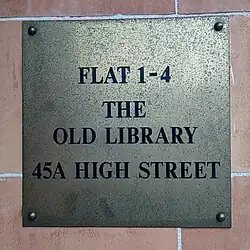 FLAT 1-4
THE
OLD LIBRARY
45A HIGH STREET